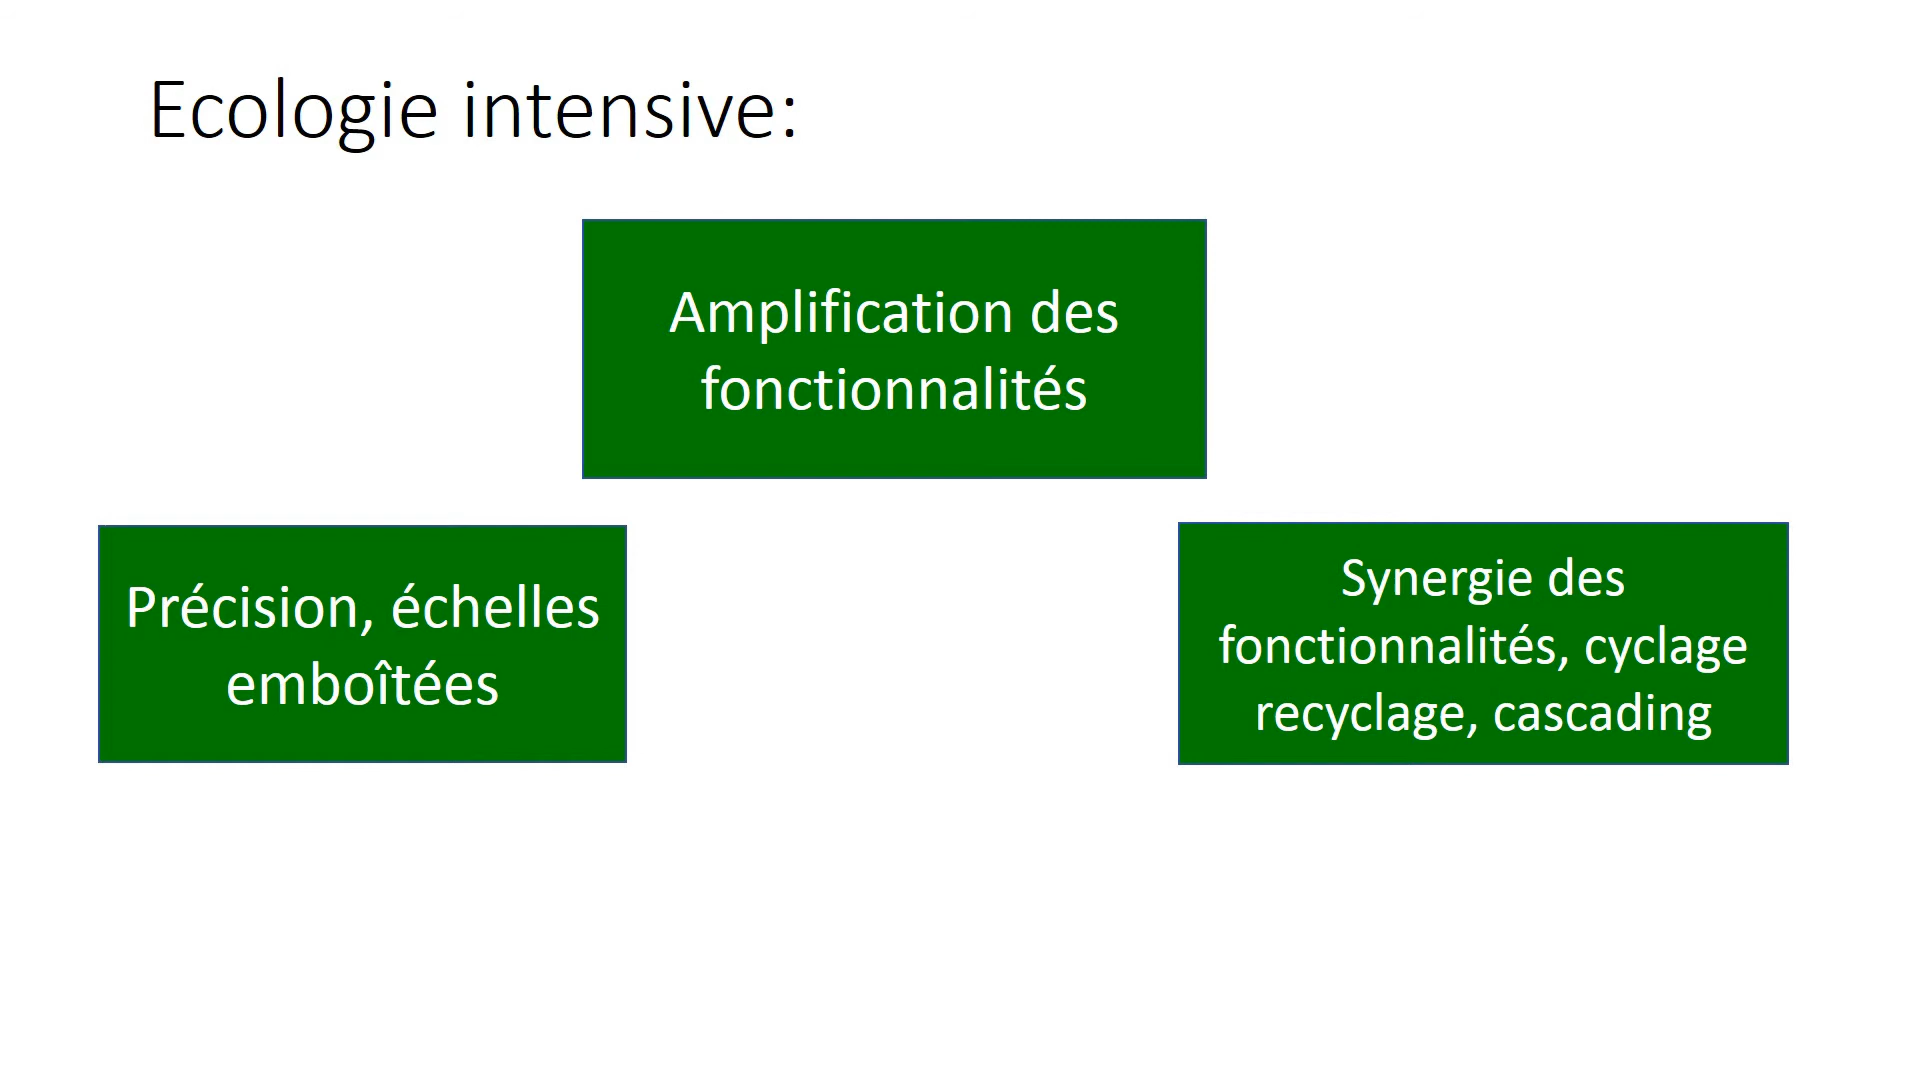 Ecologie intensive:
Amplification des
fonctionnalités
Précision, échelles
emboîtées
Synergie des
fonctionnalités, cyclage
recyclage, cascading